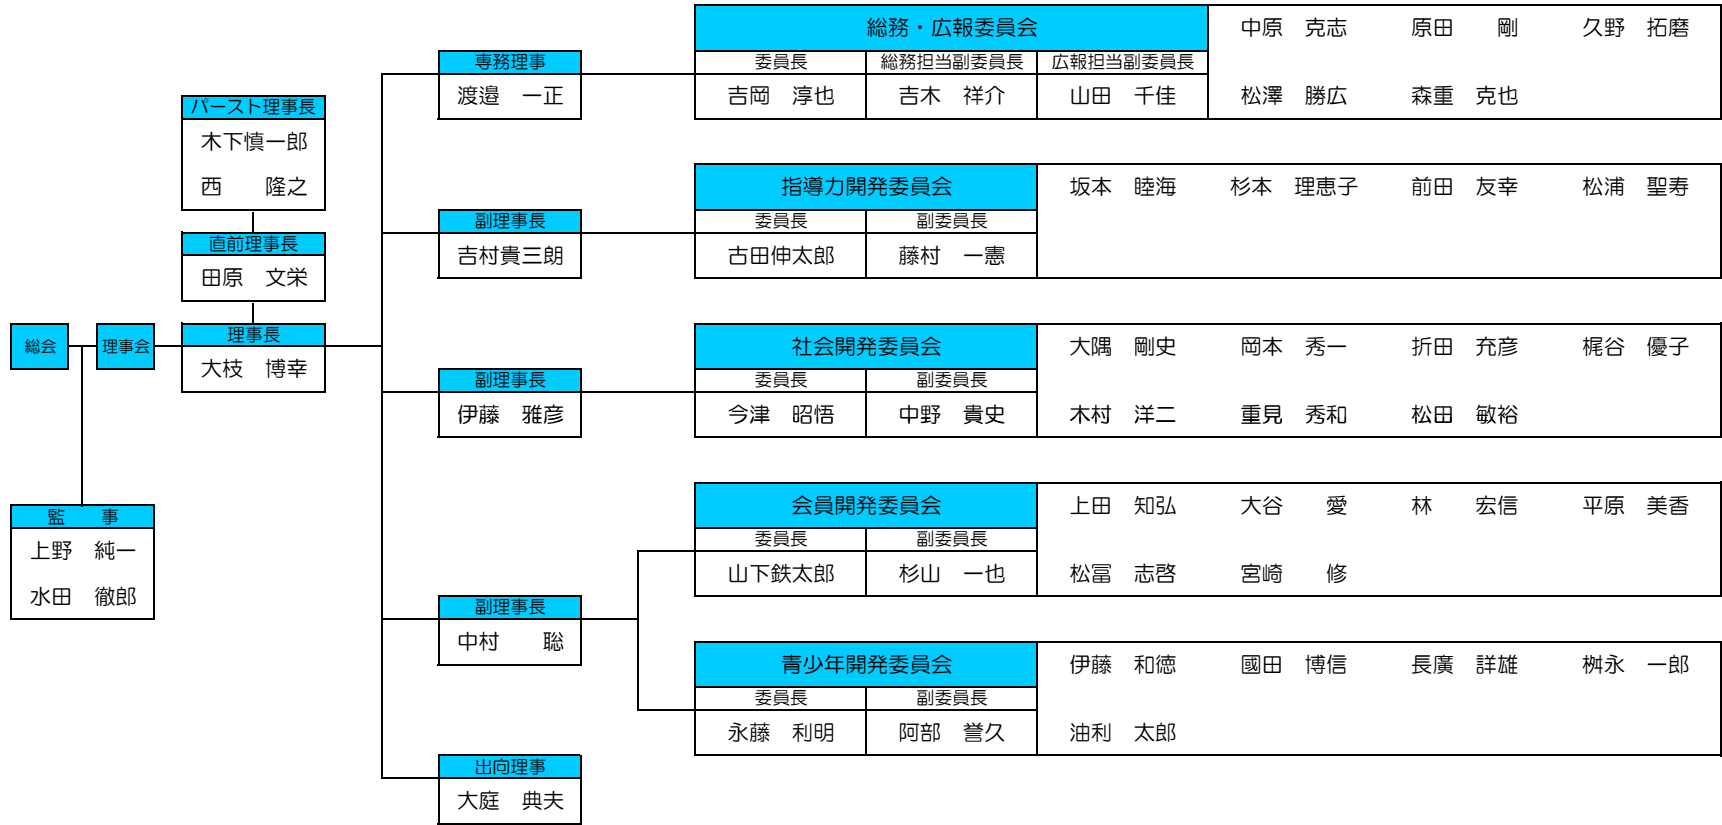 総務・広報委員会
中原　克志　原田　　剛　久野　拓磨
専務理事
委員長　総務担当副委員長　広報担当副委員長
渡邉　一正
吉岡　淳也　吉木　祥介　山田　千佳
松澤　勝広　森重　克也
パースト理事長
木下慎一郎
西　　隆之
指導力開発委員会
坂本　睦海　杉本　理恵子　前田　友幸　松浦　聖寿
副理事長
委員長　副委員長
吉村貴三朗
古田伸太郎　藤村　一憲
直前理事長
田原　文栄
総会
理事会
理事長
大枝　博幸
社会開発委員会
大隅　剛史　岡本　秀一　折田　充彦　梶谷　優子
副理事長
委員長　副委員長
伊藤　雅彦
今津　昭悟　中野　貴史
木村　洋二　重見　秀和　松田　敏裕
監　　事
上野　純一
水田　徹郎
会員開発委員会
上田　知弘　大谷　　愛　林　　宏信　平原　美香
委員長　副委員長
山下鉄太郎　杉山　一也
松冨　志啓　宮崎　　修
副理事長
中村　　聡
青少年開発委員会
伊藤　和徳　國田　博信　長廣　詳雄　桝永　一郎
委員長　副委員長
永藤　利明　阿部　誉久
油利　太郎
出向理事
大庭　典夫